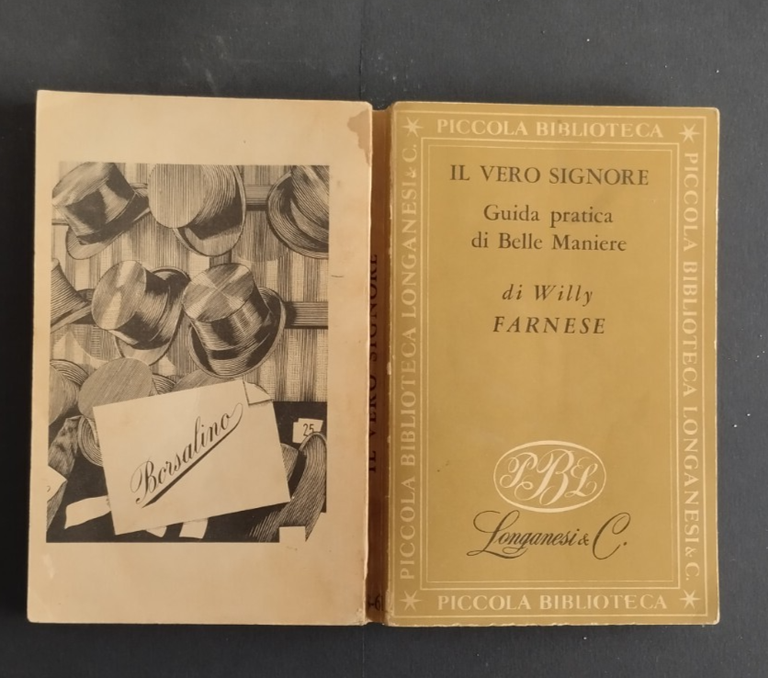 Borsalino
25
IL VERO SIGNORE
PICCOLA BIBLIOTECA
PICCOLA BIBLIOTECA LONGANESI & C.
IL VERO SIGNORE
Guida pratica
di Belle Maniere
di Willy
FARNESE
PBL
Longanesi & C.
PICCOLA BIBLIOTECA LONGANESI & C.
PICCOLA BIBLIOTECA